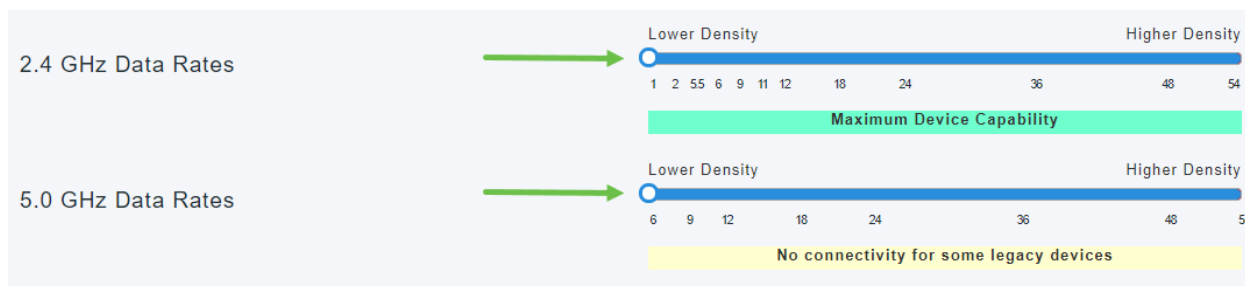 Lower Density Higher Density
2.4 GHz Data Rates
1 2 55 6 9 11 12 18 24 36 48 54
Maximum Device Capability
Lower Density Higher Density
5.0 GHz Data Rates
6 9 12 18 24 36 48 5
No connectivity for some legacy devices